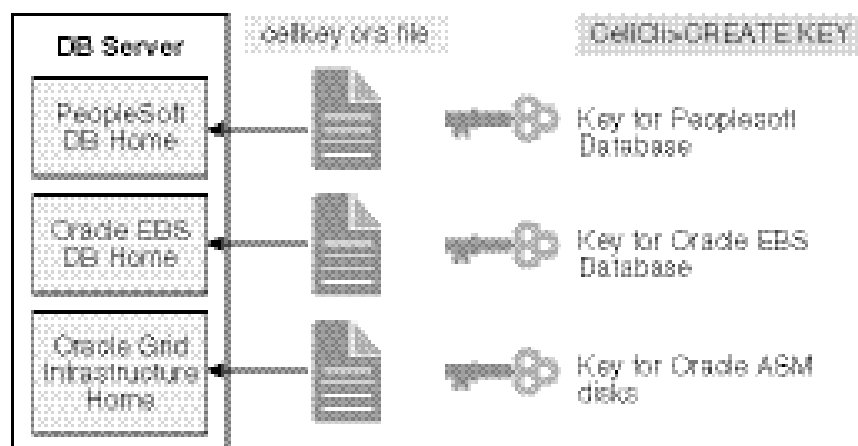 DB Server
cellkey.ora file
CellCLI>CREATE KEY
PeopleSoft
DB Home
Key for Peoplesoft
Database
Oracle EBS
DB Home
Key for Oracle EBS
Database
Oracle Grid
Infrastructure
Home
Key for Oracle ASM
disks